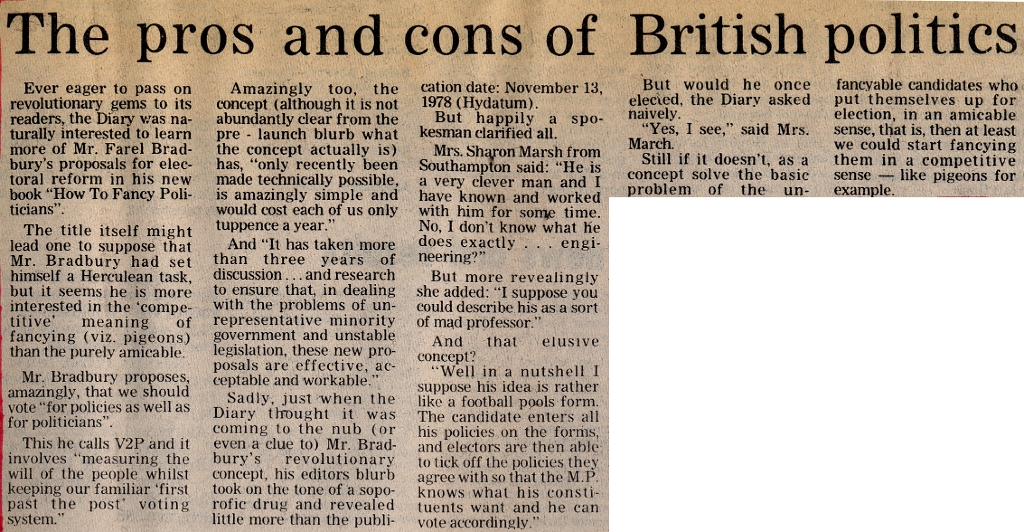 The pros and cons of British politics
Ever eager to pass on
revolutionary gems to its
readers, the Diary was na-
turally interested to learn
more of Mr. Farel Brad-
bury's proposals for elec-
toral reform in his new
book "How To Fancy Poli-
ticians".
The title itself might
lead one to suppose that
Mr. Bradbury had set
himself a Herculean task,
but it seems he is more
interested in the 'compe-
titive' meaning of
fancying (viz. pigeons)
than the purely amicable.
Mr. Bradbury proposes,
amazingly, that we should
vote "for policies as well as
for politicians".
This he calls V2P and it
involves "measuring the
will of the people whilst
keeping our familiar 'first
past the post' voting
system."
Amazingly too, the
concept (although it is not
abundantly clear from the
pre - launch blurb what
the concept actually is)
has, "only recently been
made technically possible,
is amazingly simple and
would cost each of us only
tuppence a year."
And "It has taken more
than three years of
discussion . . . and research
to ensure that, in dealing
with the problems of un-
representative minority
government and unstable
legislation, these new pro-
posals are effective, ac-
ceptable and workable."
Sadly, just when the
Diary thought it was
coming to the nub (or
even a clue to) Mr. Brad-
bury's revolutionary
concept, his editors blurb
took on the tone of a sopo-
rofic drug and revealed
little more than the publi-
cation date: November 13,
1978 (Hydatum).
But happily a spo-
kesman clarified all.
Mrs. Sharon Marsh from
Southampton said: "He is
a very clever man and I
have known and worked
with him for some time.
No, I don't know what he
does exactly . . . engi-
neering?"
But more revealingly
she added: "I suppose you
could describe his as a sort
of mad professor."
And that elusive
concept?
"Well in a nutshell I
suppose his idea is rather
like a football pools form.
The candidate enters all
his policies on the forms,
and electors are then able
to tick off the policies they
agree with so that the M.P.
knows what his consti-
tuents want and he can
vote accordingly."
But would he once
elected, the Diary asked
naively.
"Yes, I see," said Mrs.
March.
Still if it doesn't, as a
concept solve the basic
problem of the un-
fancyable candidates who
put themselves up for
election, in an amicable
sense, that is, then at least
we could start fancying
them in a competitive
sense — like pigeons for
example.